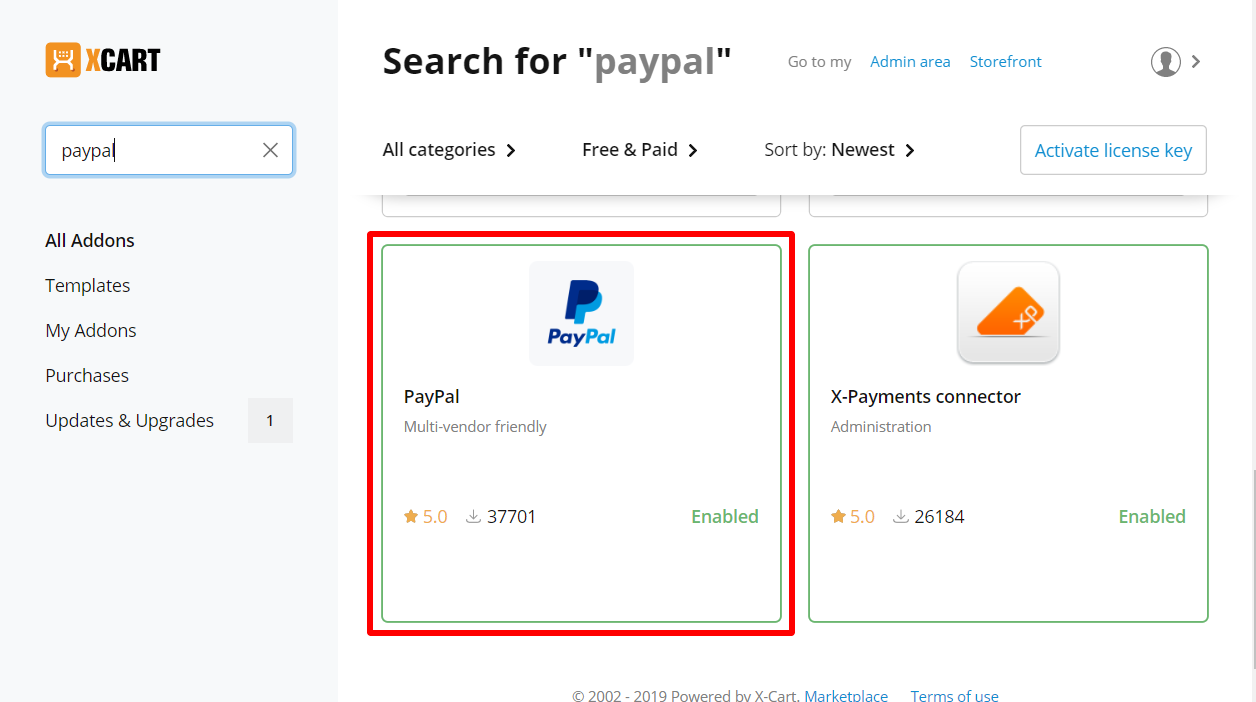 XCART
Search for "paypal"
Go to my Admin area Storefront
paypal
All categories Free & Paid Sort by: Newest Activate license key
All Addons
Templates
My Addons
Purchases
Updates & Upgrades 1
PayPal
PayPal
Multi-vendor friendly
5.0 37701 Enabled
XP
X-Payments connector
Administration
5.0 26184 Enabled
© 2002 - 2019 Powered by X-Cart. Marketplace Terms of use